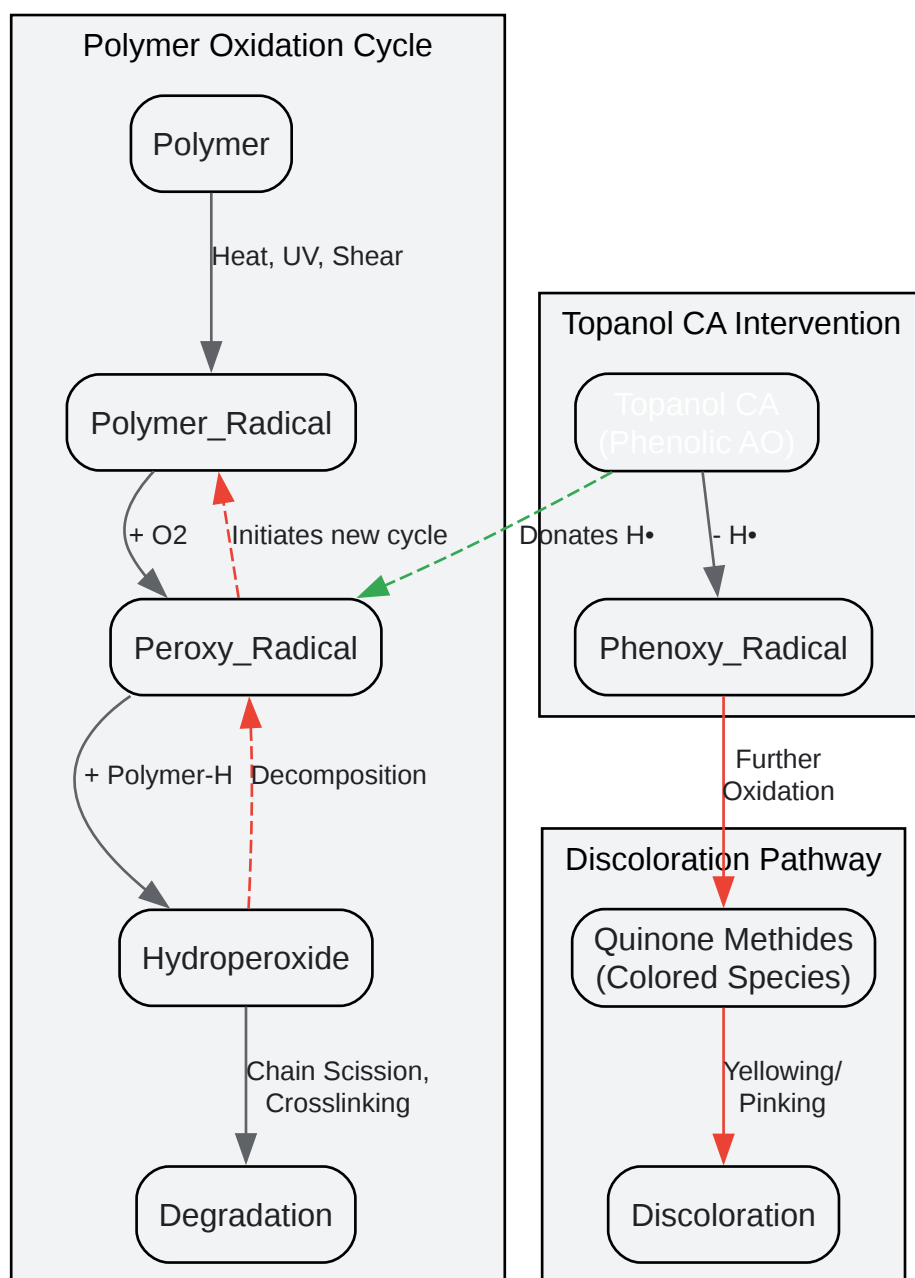 Polymer Oxidation Cycle
Polymer
Heat, UV, Shear
Polymer_Radical
+ O2
Initiates new cycle
Peroxy_Radical
+ Polymer-H
Decomposition
Hydroperoxide
Chain Scission,
Crosslinking
Degradation
Topanol CA Intervention
Topanol CA
(Phenolic AO)
Donates H•
- H•
Phenoxy_Radical
Further
Oxidation
Discoloration Pathway
Quinone Methides
(Colored Species)
Yellowing/
Pinking
Discoloration